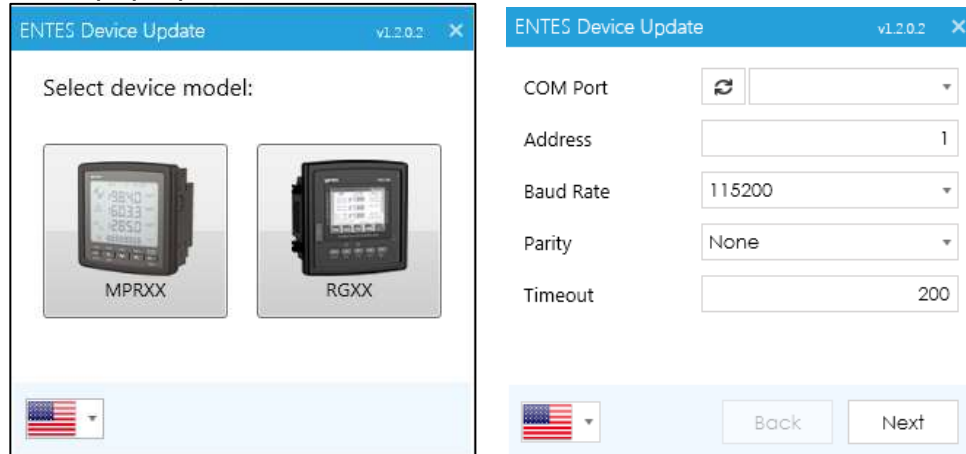 ENTES Device Update v1.2.0.2
Select device model:
MPRXX RGXX
ENTES Device Update v1.2.0.2
COM Port
Address 1
Baud Rate 115200
Parity None
Timeout 200
Back Next